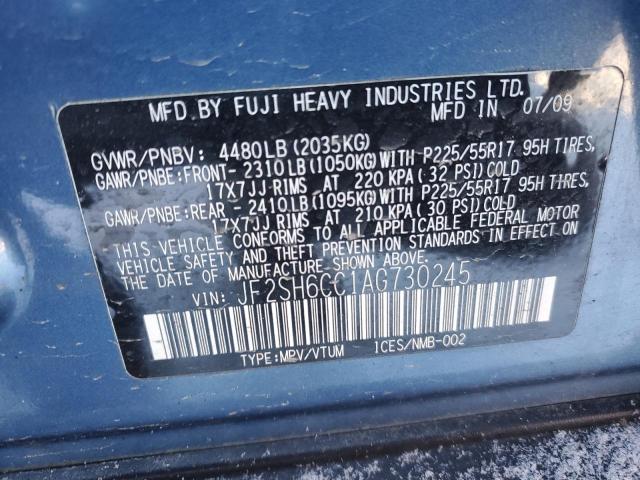 MFD.BY FUJI HEAVY INDUSTRIES LTD.
MFD IN 07/09
GVWR/PNBV: 4480LB (2035KG)
GAWR/PNBE:FRONT- 2310LB (1050KG) WITH P225/55R17 95H TIRES,
17X7JJ RIMS AT 220 KPA (32 PSI) COLD
GAWR/PNBE:REAR - 2410LB (1095KG) WITH P225/55R17 95H TIRES,
17X7JJ RIMS AT 210 KPA (30 PSI) COLD
THIS VEHICLE CONFORMS TO ALL APPLICABLE FEDERAL MOTOR
VEHICLE SAFETY AND THEFT PREVENTION STANDARDS IN EFFECT
ON THE DATE OF MANUFACTURE SHOWN ABOVE.
VIN: JF2SH6CC1AG730245
TYPE:MPV/VTUM ICES/NMB-002